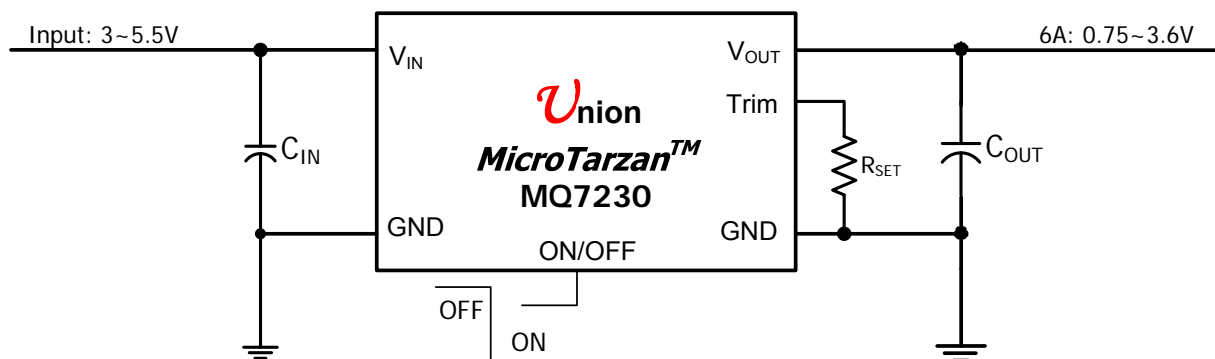 Input: 3~5.5V
6A: 0.75~3.6V
VIN
VOUT
Trim
Union
MicroTarzan™
MQ7230
CIN
RSET
COUT
GND
GND
ON/OFF
OFF
ON